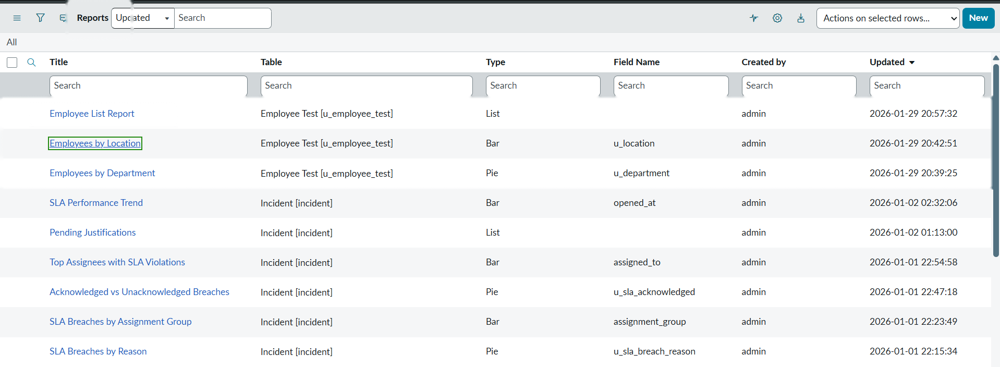 Reports Updated Search Actions on selected rows... New
All
Title Table Type Field Name Created by Updated
Search Search Search Search Search Search
Employee List Report Employee Test [u_employee_test] List admin 2026-01-29 20:57:32
Employees by Location Employee Test [u_employee_test] Bar u_location admin 2026-01-29 20:42:51
Employees by Department Employee Test [u_employee_test] Pie u_department admin 2026-01-29 20:39:25
SLA Performance Trend Incident [incident] Bar opened_at admin 2026-01-02 02:32:06
Pending Justifications Incident [incident] List admin 2026-01-02 01:13:00
Top Assignees with SLA Violations Incident [incident] Bar assigned_to admin 2026-01-01 22:54:58
Acknowledged vs Unacknowledged Breaches Incident [incident] Pie u_sla_acknowledged admin 2026-01-01 22:47:18
SLA Breaches by Assignment Group Incident [incident] Bar assignment_group admin 2026-01-01 22:23:49
SLA Breaches by Reason Incident [incident] Pie u_sla_breach_reason admin 2026-01-01 22:15:34